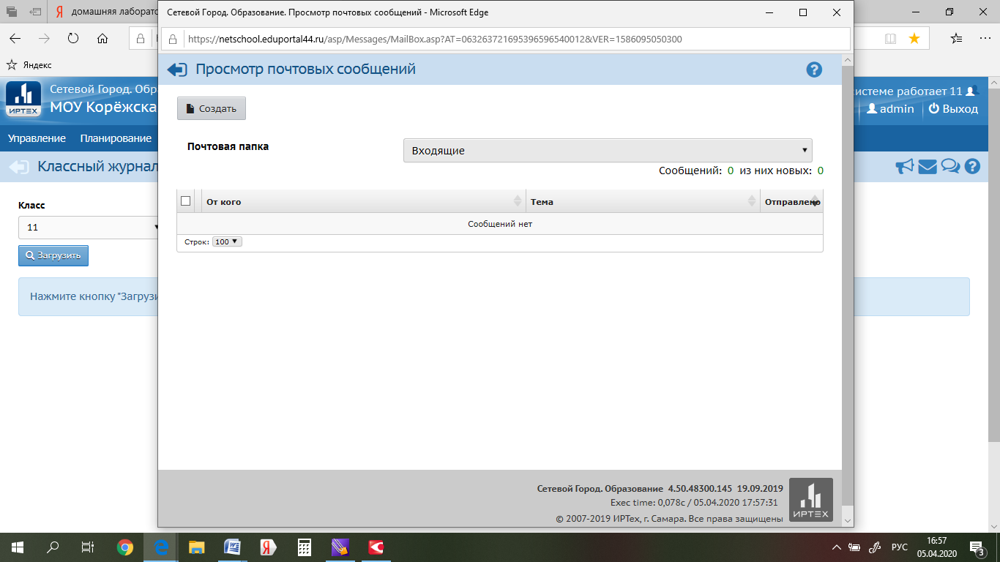 домашняя лаборато
Сетевой Город. Образование. Просмотр почтовых сообщений - Microsoft Edge
https://netschool.eduportal44.ru/asp/Messages/MailBox.asp?AT=063263721695396596540012&VER=1586095050300
Яндекс
Просмотр почтовых сообщений
ИРТЕХ
Сетевой Город. Обра
МОУ Корёжска
системе работает 11
admin
Выход
Управление Планирование
Классный журнал
Создать
Почтовая папка
Входящие
Сообщений: 0 из них новых: 0
Класс
11
Загрузить
Нажмите кнопку "Загрузи
От кого Тема Отправлено
Сообщений нет
Строк: 100
Сетевой Город. Образование 4.50.48300.145 19.09.2019
Exec time: 0,078с / 05.04.2020 17:57:31
© 2007-2019 ИРТех, г. Самара. Все права защищены
ИРТЕХ
РУС
16:57
05.04.2020
3